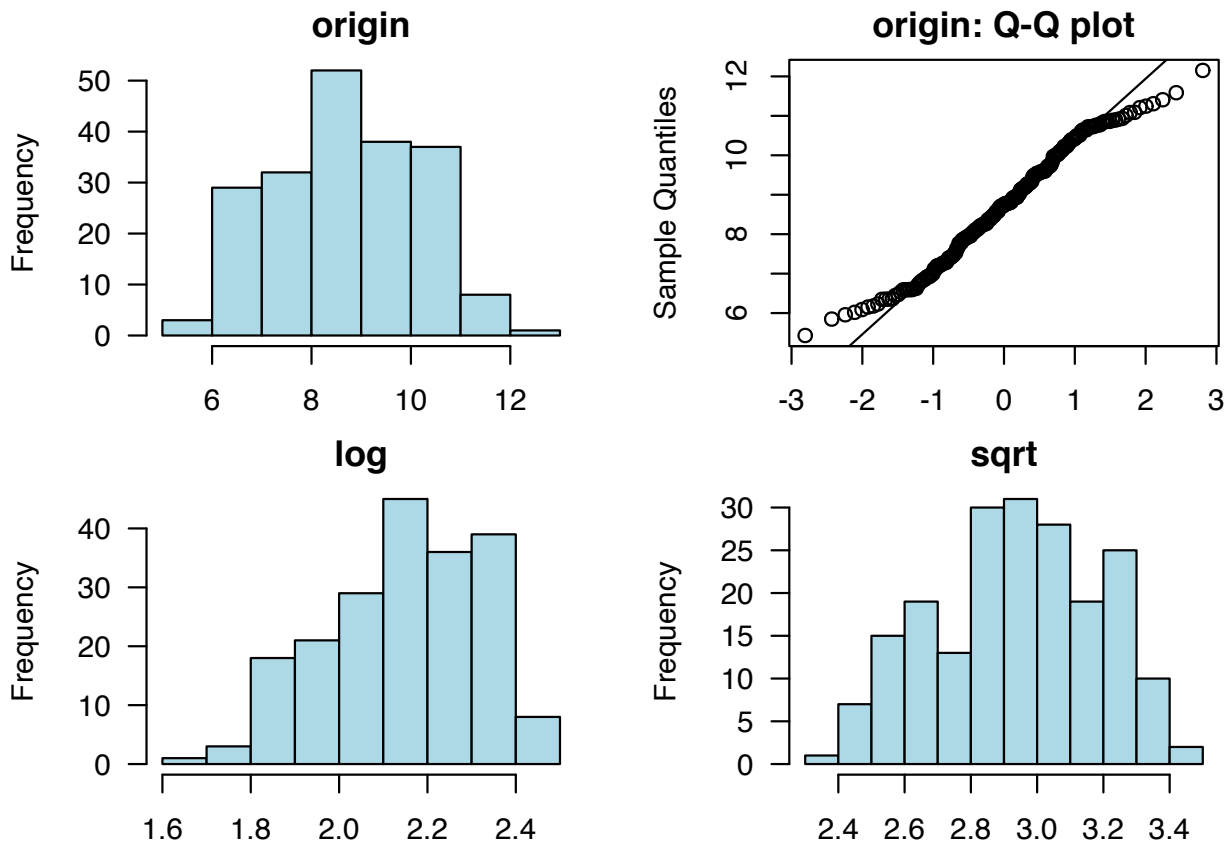 origin
Frequency
50
40
30
20
10
0
6 8 10 12
origin: Q-Q plot
Sample Quantiles
12
10
8
6
-3 -2 -1 0 1 2 3
log
Frequency
40
30
20
10
0
1.6 1.8 2.0 2.2 2.4
sqrt
Frequency
30
25
20
15
10
5
0
2.4 2.6 2.8 3.0 3.2 3.4